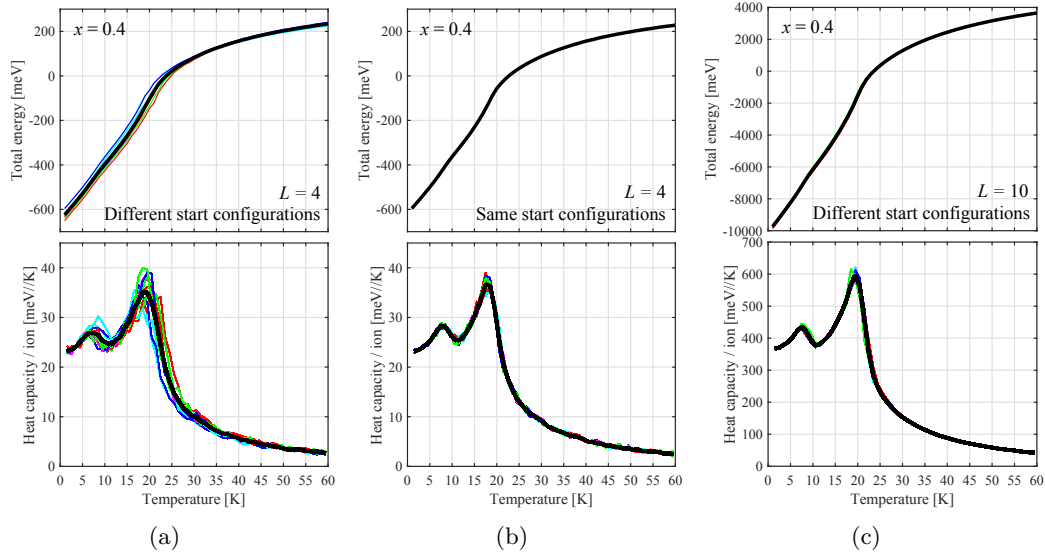 x = 0.4
Total energy [meV]
200
0
-200
-400
-600
L = 4
Different start configurations
x = 0.4
Total energy [meV]
200
0
-200
-400
-600
L = 4
Same start configurations
x = 0.4
Total energy [meV]
4000
2000
0
-2000
-4000
-6000
-8000
-10000
L = 10
Different start configurations
Heat capacity / ion [meV//K]
40
30
20
10
0
0 5 10 15 20 25 30 35 40 45 50 55 60
Temperature [K]
(a)
Heat capacity / ion [meV//K]
40
30
20
10
0
0 5 10 15 20 25 30 35 40 45 50 55 60
Temperature [K]
(b)
Heat capacity / ion [meV//K]
700
600
500
400
300
200
100
0
0 5 10 15 20 25 30 35 40 45 50 55 60
Temperature [K]
(c)